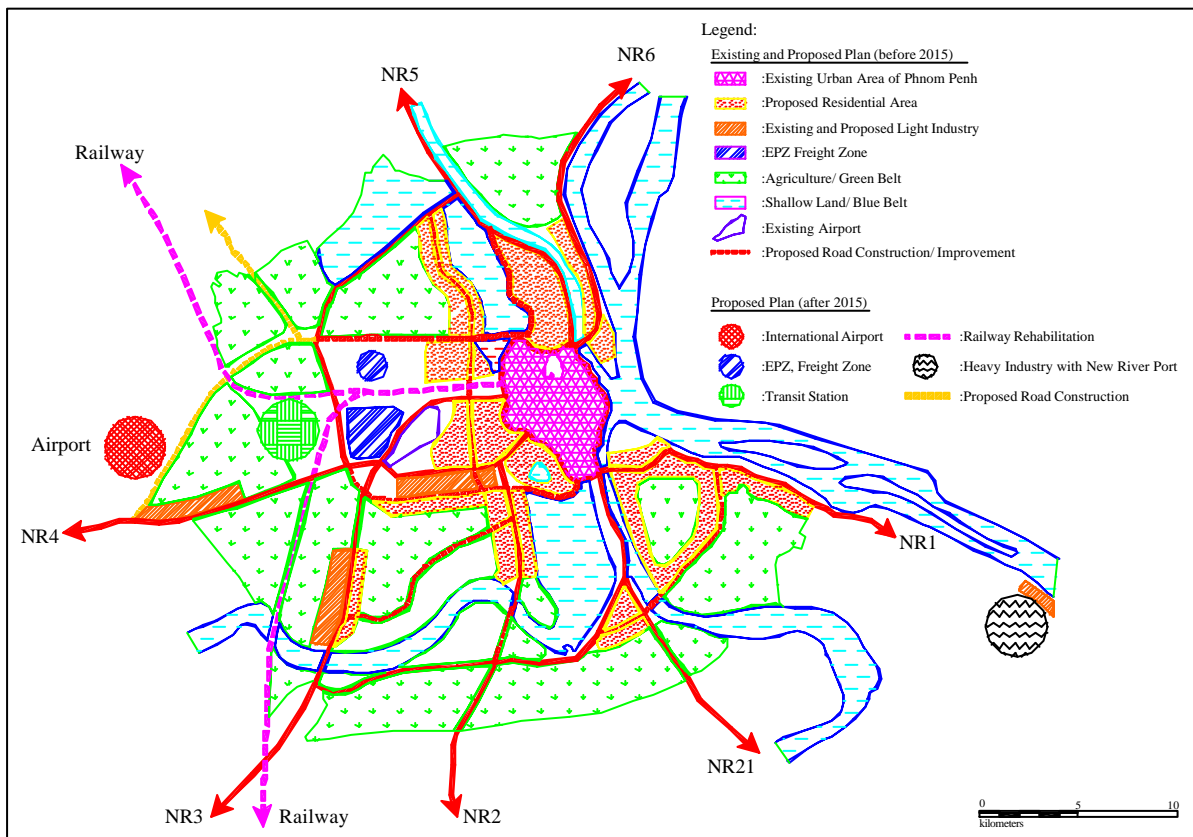 Legend:
Existing and Proposed Plan (before 2015)
:Existing Urban Area of Phnom Penh
:Proposed Residential Area
:Existing and Proposed Light Industry
:EPZ Freight Zone
:Agriculture/ Green Belt
:Shallow Land/ Blue Belt
:Existing Airport
:Proposed Road Construction/ Improvement
Proposed Plan (after 2015)
:International Airport
:Railway Rehabilitation
:EPZ, Freight Zone
:Heavy Industry with New River Port
:Transit Station
:Proposed Road Construction
NR5
NR6
Railway
Airport
NR4
NR1
NR21
NR3
Railway
NR2
0 5 10
kilometers